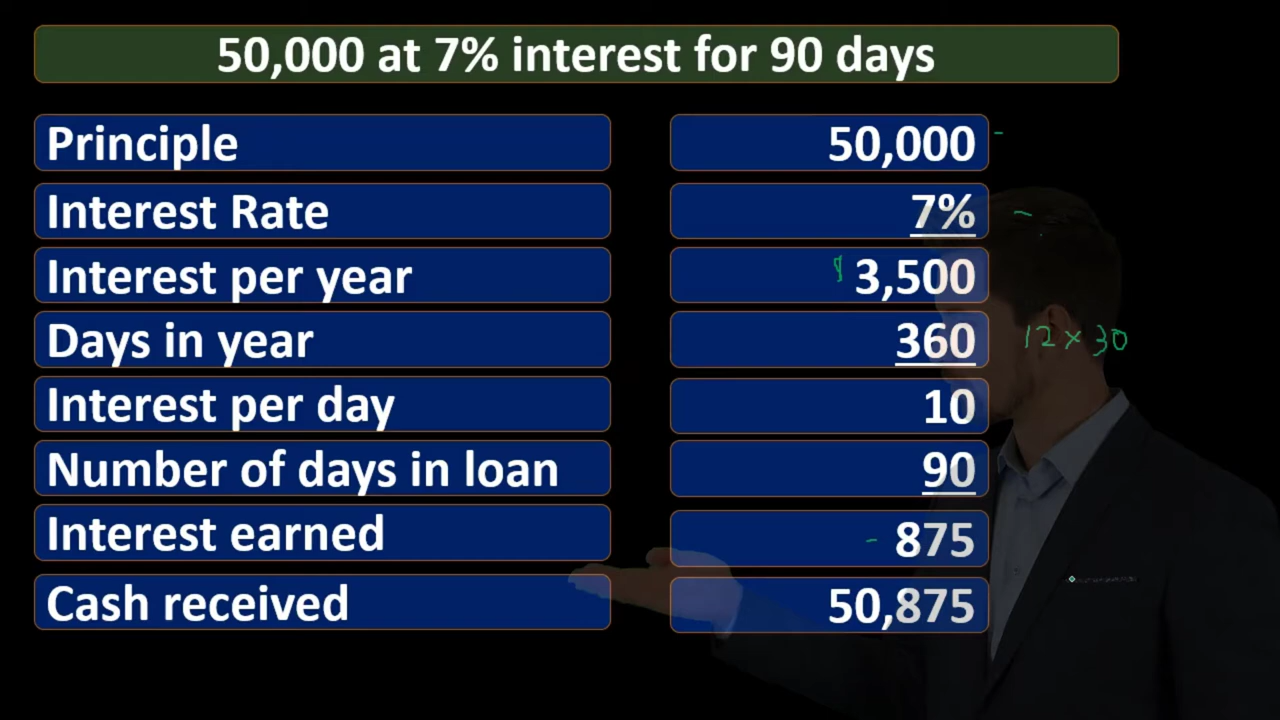 50,000 at 7% interest for 90 days
Principle 50,000
Interest Rate 7%
Interest per year 3,500
Days in year 360 12 x 30
Interest per day 10
Number of days in loan 90
Interest earned 875
Cash received 50,875